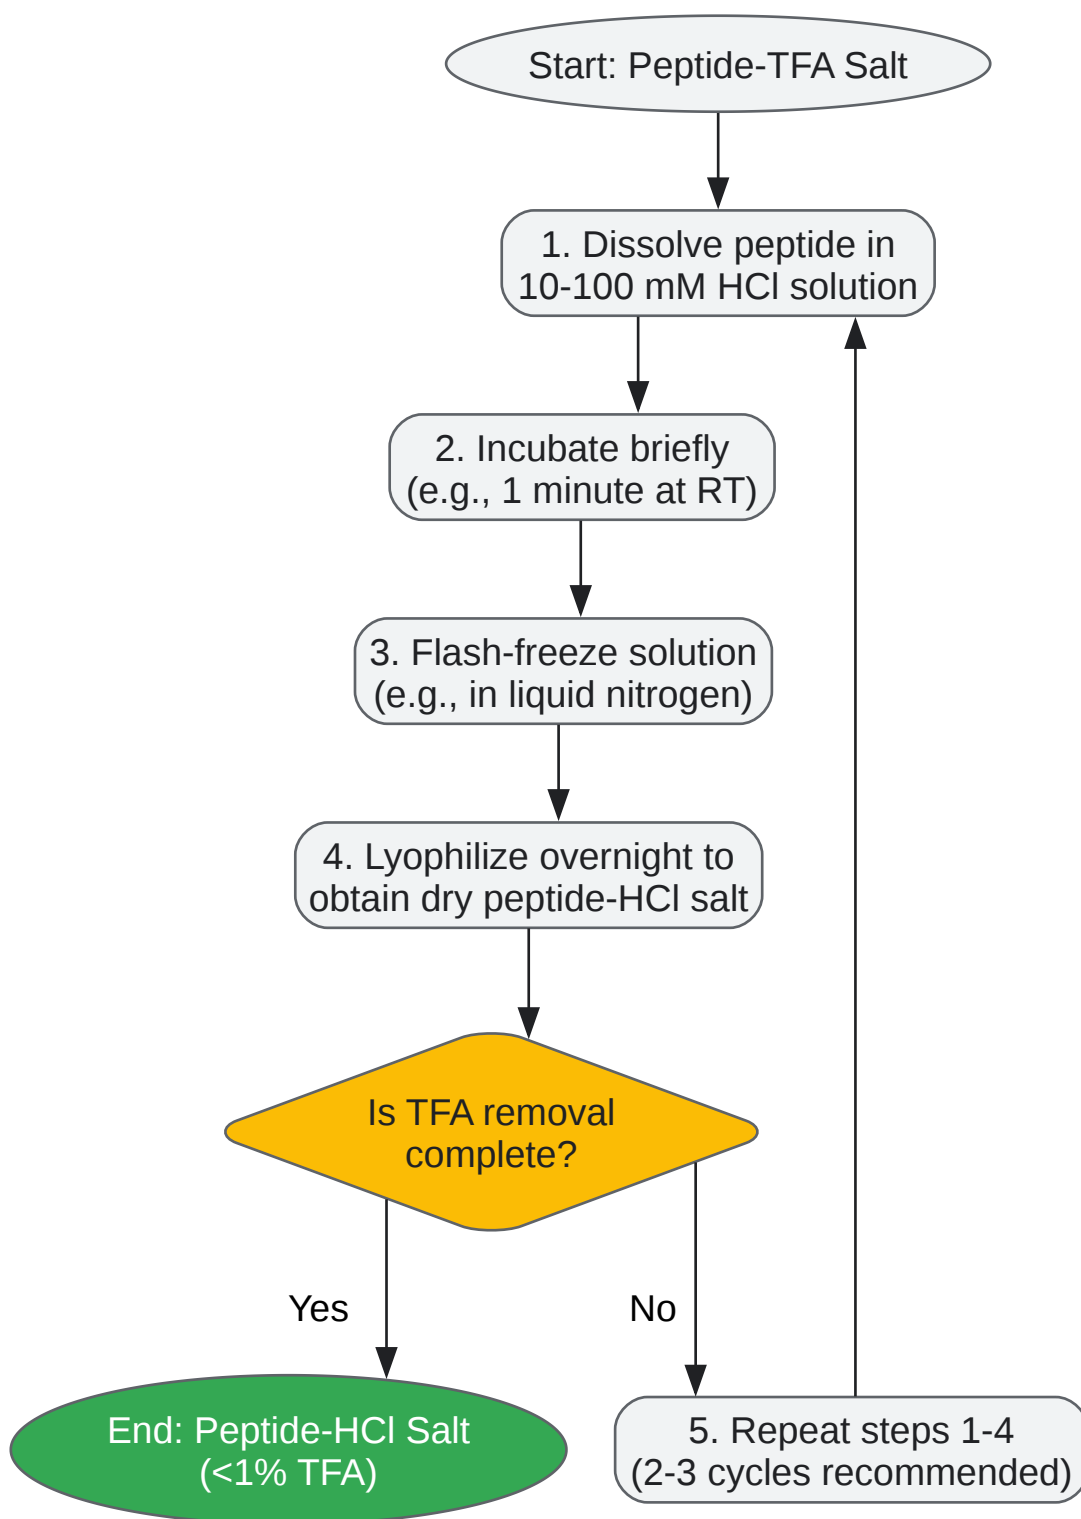 Start: Peptide-TFA Salt
1. Dissolve peptide in
10-100 mM HCl solution
2. Incubate briefly
(e.g., 1 minute at RT)
3. Flash-freeze solution
(e.g., in liquid nitrogen)
4. Lyophilize overnight to
obtain dry peptide-HCl salt
Is TFA removal
complete?
Yes
No
End: Peptide-HCl Salt
(<1% TFA)
5. Repeat steps 1-4
(2-3 cycles recommended)